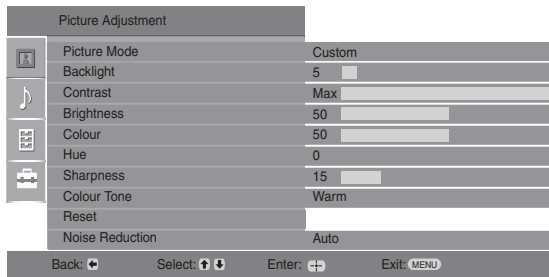 Picture Adjustment
Picture Mode Custom
Backlight 5
Contrast Max
Brightness 50
Colour 50
Hue 0
Sharpness 15
Colour Tone Warm
Reset
Noise Reduction Auto
Back: Select: Enter: Exit: MENU